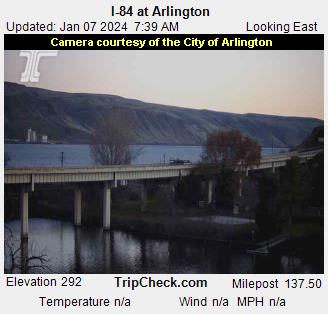 I-84 at Arlington
Updated: Jan 07 2024 7:39 AM Looking East
Camera courtesy of the City of Arlington
Elevation 292 TripCheck.com Milepost 137.50
Temperature n/a Wind n/a MPH n/a